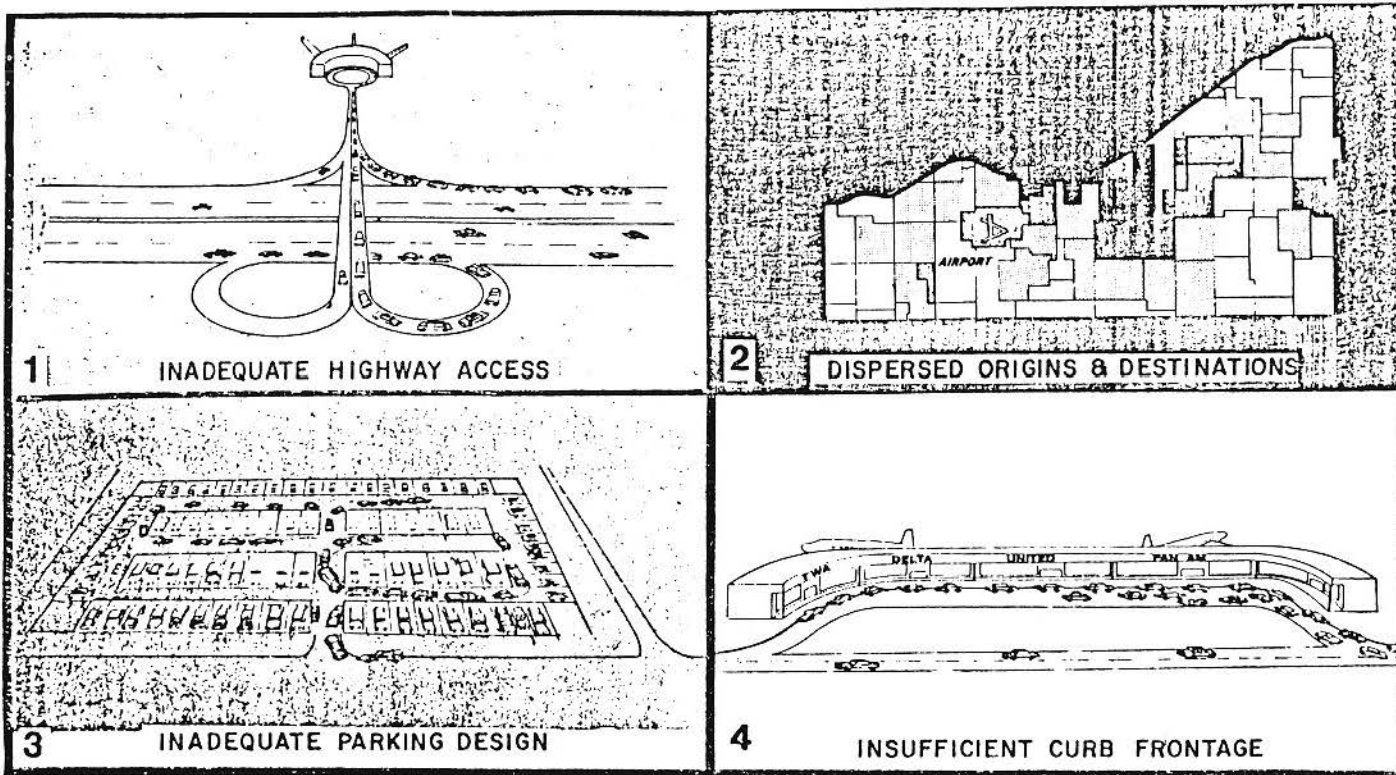 1
INADEQUATE HIGHWAY ACCESS
2
AIRPORT
DISPERSED ORIGINS & DESTINATIONS
3
INADEQUATE PARKING DESIGN
4
TWA
DELTA
UNITED
PAN AM
INSUFFICIENT CURB FRONTAGE